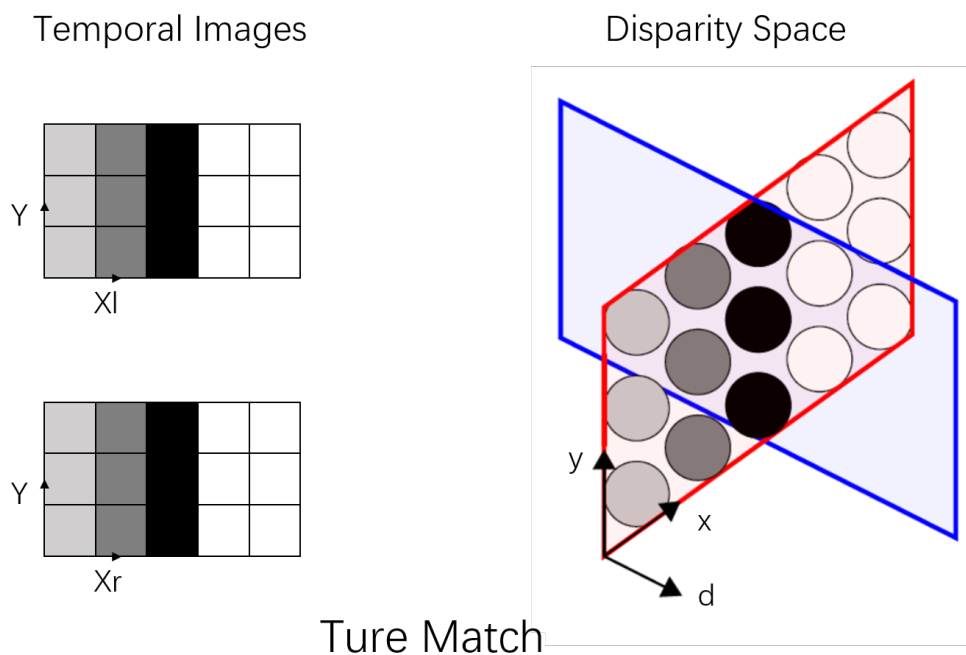 Temporal Images
Disparity Space
Y
Xl
Y
Xr
y
x
d
Ture Match